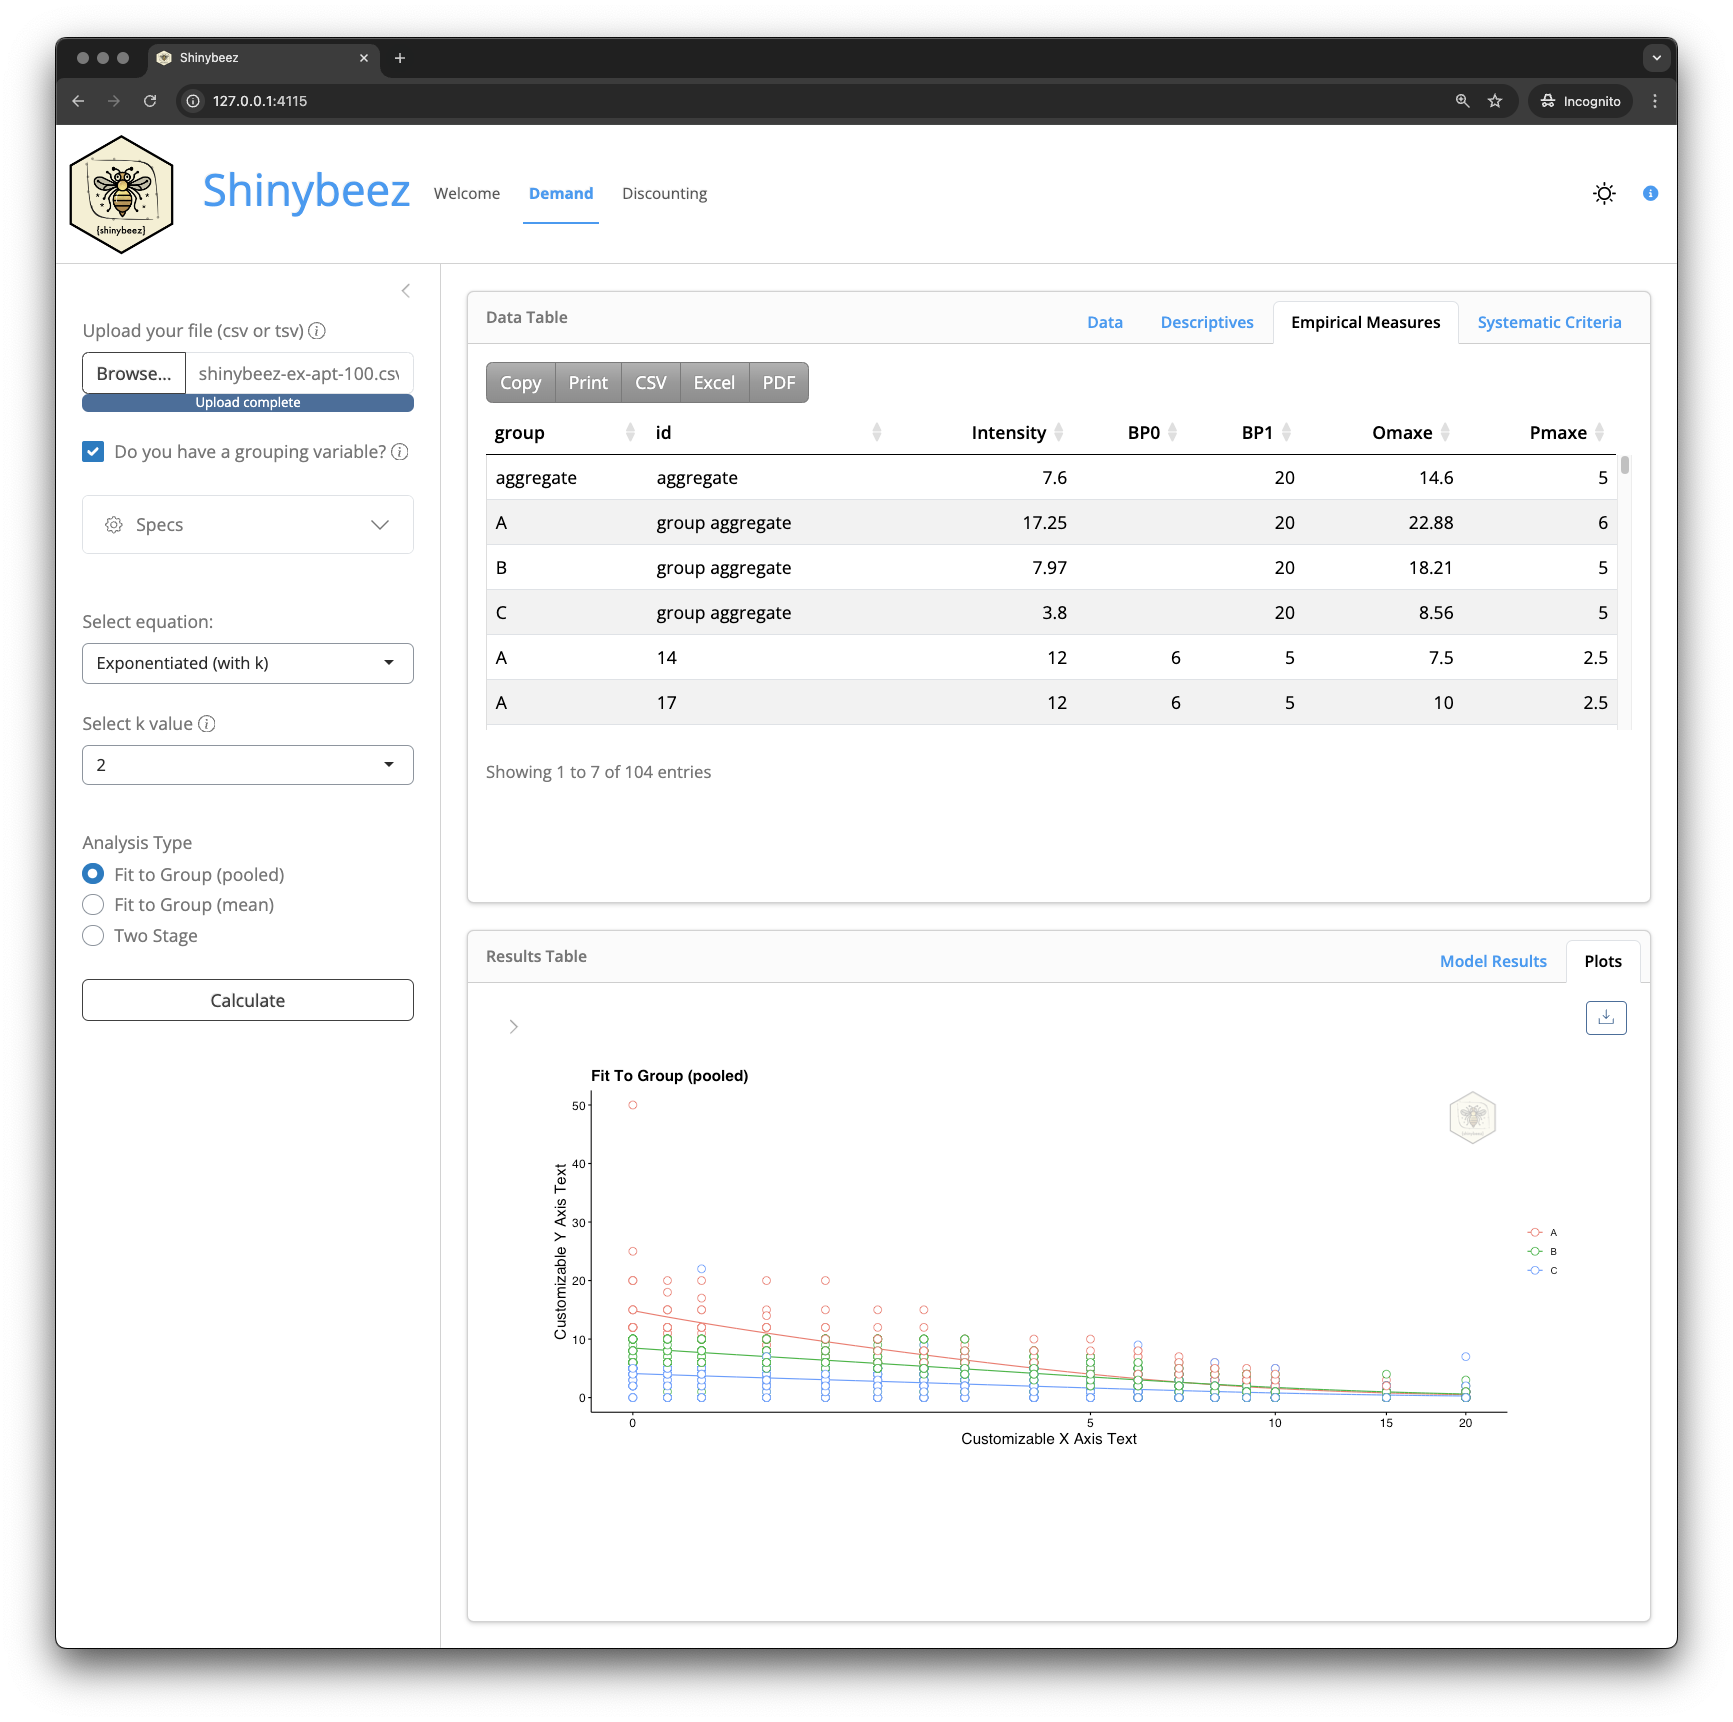 Shinybeez
127.0.0.1:4115
Incognito
{shinybeez}
Shinybeez
Welcome
Demand
Discounting
Upload your file (csv or tsv)
Browse... shinybeez-ex-apt-100.csv
Upload complete
Do you have a grouping variable?
Specs
Select equation:
Exponentiated (with k)
Select k value
2
Analysis Type
Fit to Group (pooled)
Fit to Group (mean)
Two Stage
Calculate
Data Table
Data Descriptives Empirical Measures Systematic Criteria
Copy Print CSV Excel PDF
group id Intensity BP0 BP1 Omaxe Pmaxe
aggregate aggregate 7.6 20 14.6 5
A group aggregate 17.25 20 22.88 6
B group aggregate 7.97 20 18.21 5
C group aggregate 3.8 20 8.56 5
A 14 12 6 5 7.5 2.5
A 17 12 6 5 10 2.5
Showing 1 to 7 of 104 entries
Results Table
Model Results Plots
Fit To Group (pooled)
Customizable Y Axis Text
50
40
30
20
10
0
0 5 10 15 20
Customizable X Axis Text
A
B
C